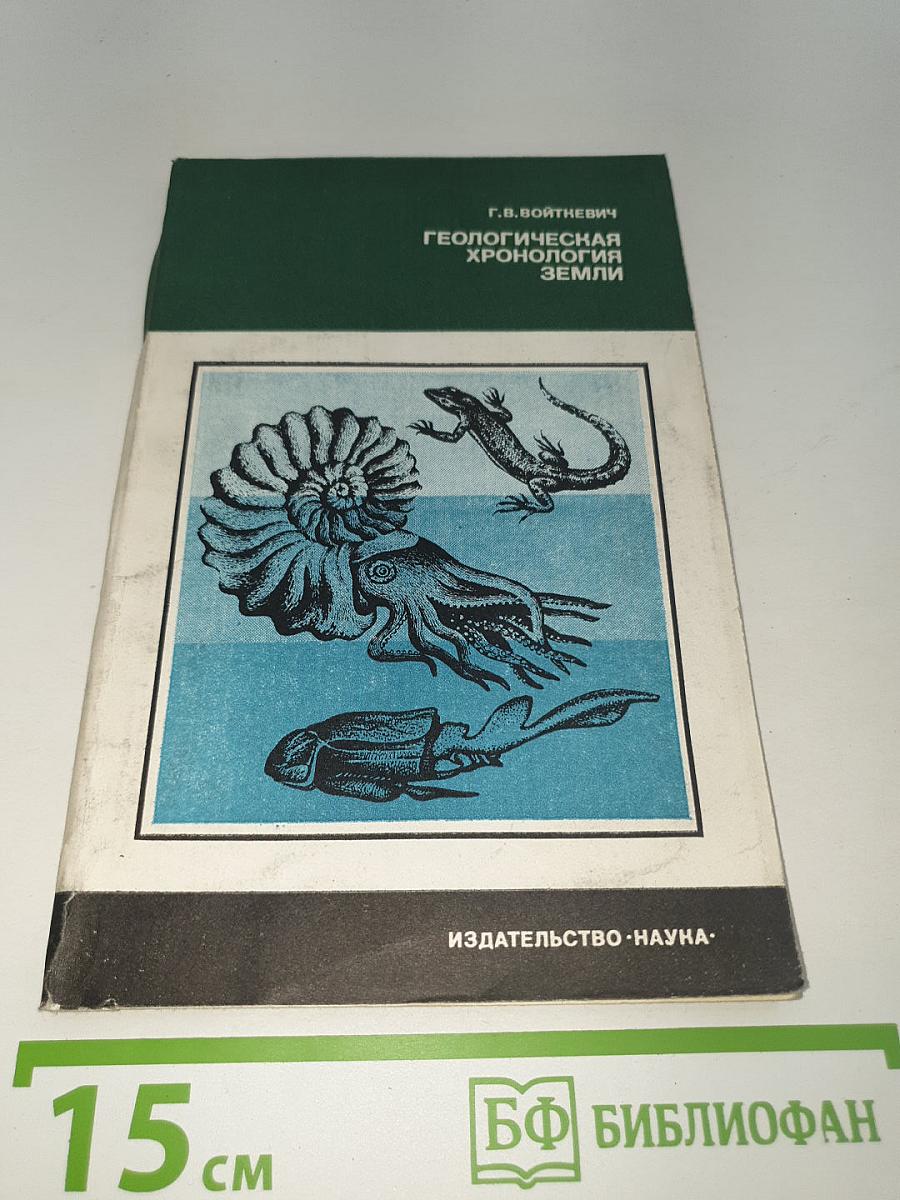 Г.В.ВОЙТКЕВИЧ
ГЕОЛОГИЧЕСКАЯ
ХРОНОЛОГИЯ
ЗЕМЛИ
ИЗДАТЕЛЬСТВО·НАУКА·
15 см
БФ БИБЛИОФАН